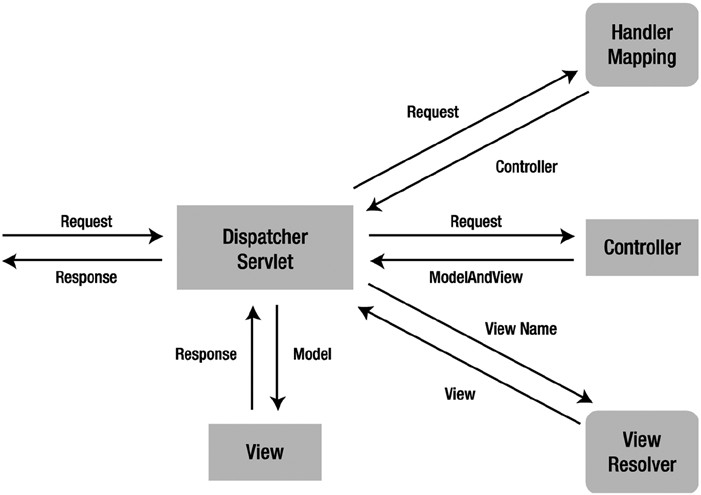 Handler
Mapping
Request
Controller
Request
Response
Dispatcher
Servlet
Request
ModelAndView
Controller
Response
Model
View Name
View
View
View
Resolver